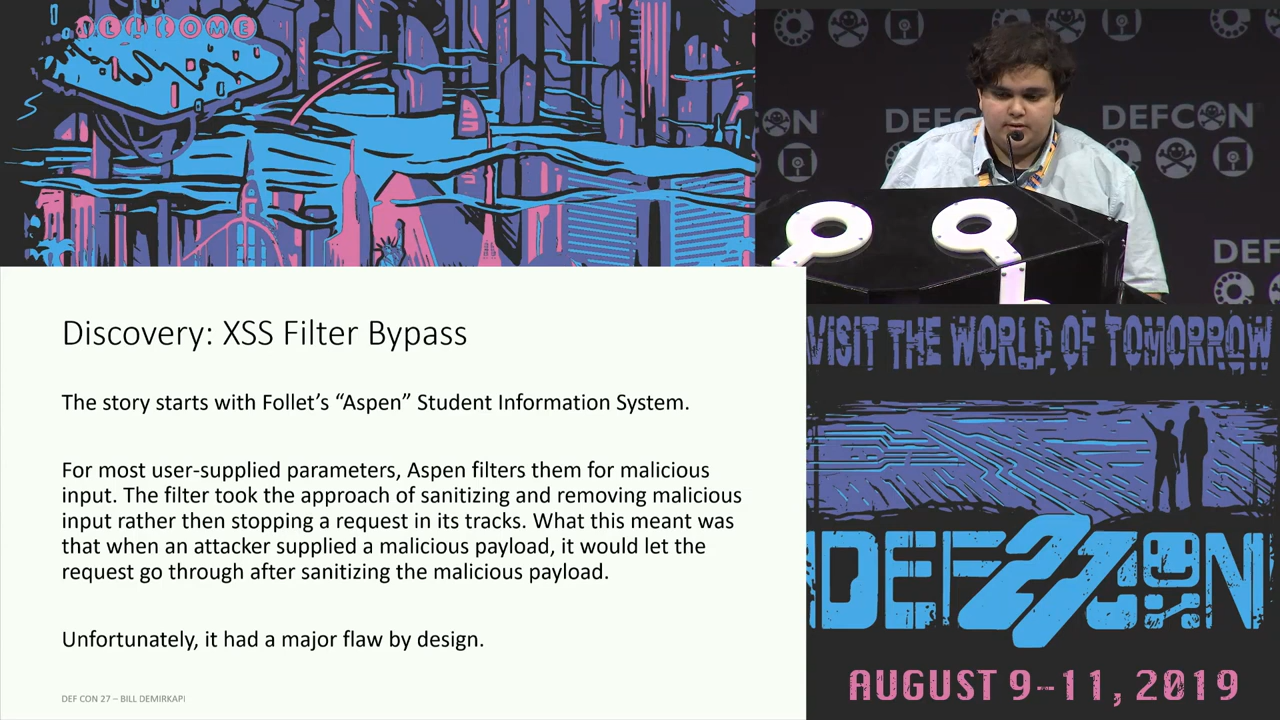 WELCOME
DEFCON
DEFCON
DEFCON
DEF
VISIT THE WORLD OF TOMORROW
Discovery: XSS Filter Bypass
The story starts with Follet’s “Aspen” Student Information System.
For most user-supplied parameters, Aspen filters them for malicious
input. The filter took the approach of sanitizing and removing malicious
input rather then stopping a request in its tracks. What this meant was
that when an attacker supplied a malicious payload, it would let the
request go through after sanitizing the malicious payload.
Unfortunately, it had a major flaw by design.
DEF CON 27 – BILL DEMIRKAPI
DEF 27 CON
AUGUST 9-11, 2019